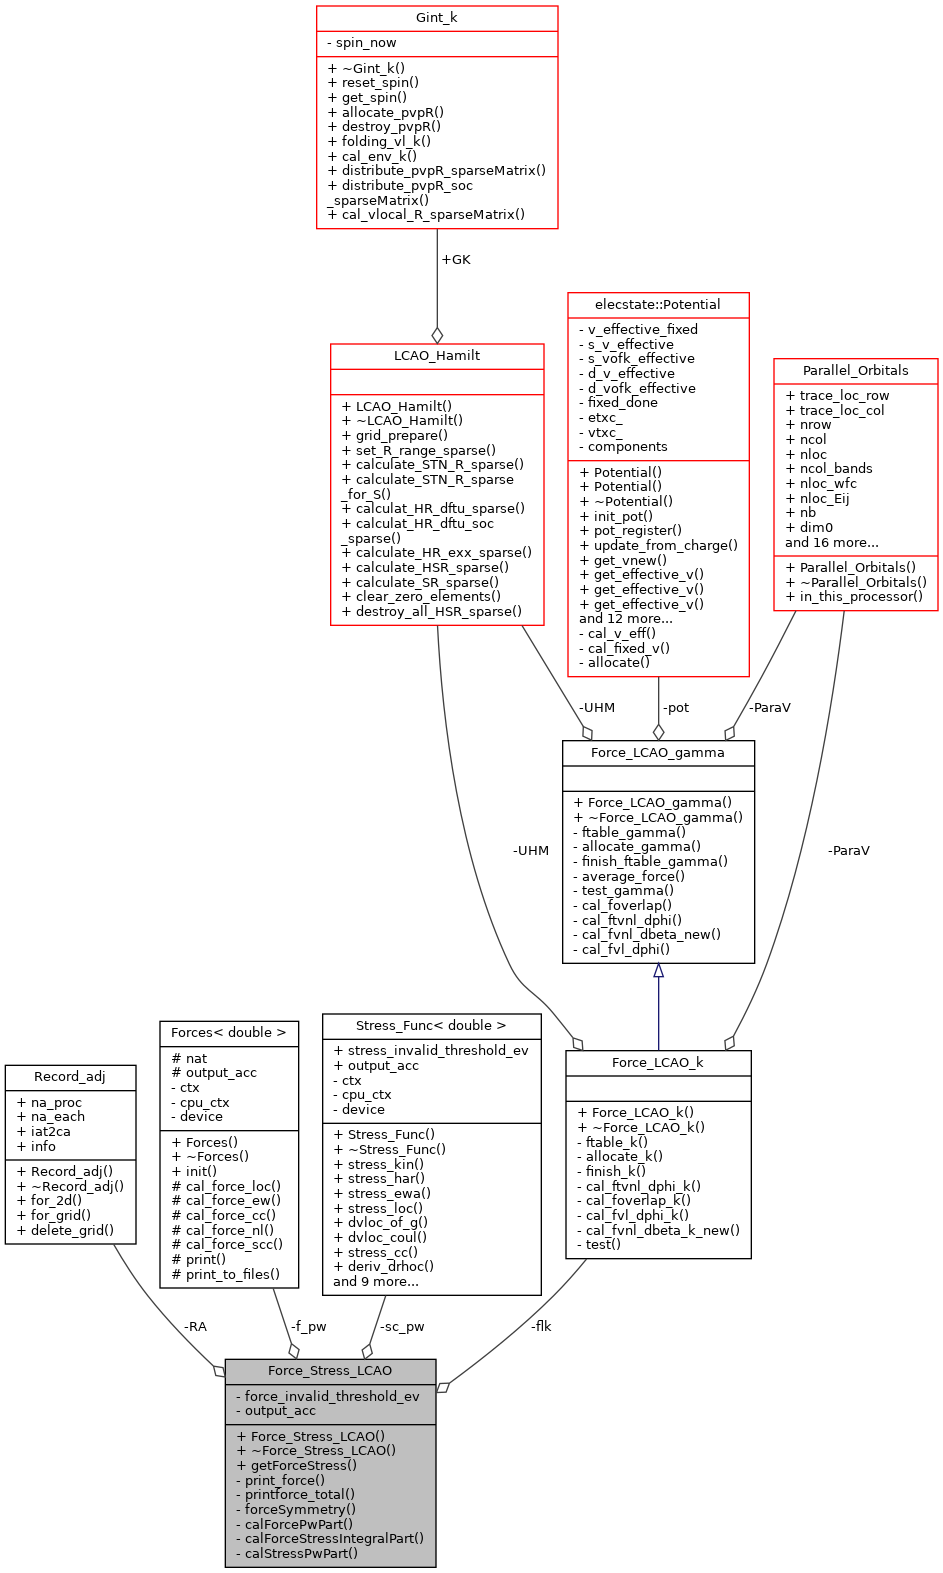 Gint_k
- spin_now
+ ~Gint_k()
+ reset_spin()
+ get_spin()
+ allocate_pvpR()
+ destroy_pvpR()
+ folding_vl_k()
+ cal_env_k()
+ distribute_pvpR_sparseMatrix()
+ distribute_pvpR_soc
_sparseMatrix()
+ cal_vlocal_R_sparseMatrix()
+GK
LCAO_Hamilt
+ LCAO_Hamilt()
+ ~LCAO_Hamilt()
+ grid_prepare()
+ set_R_range_sparse()
+ calculate_STN_R_sparse()
+ calculate_STN_R_sparse
_for_S()
+ calculat_HR_dftu_sparse()
+ calculat_HR_dftu_soc
_sparse()
+ calculate_HR_exx_sparse()
+ calculate_HSR_sparse()
+ calculate_SR_sparse()
+ clear_zero_elements()
+ destroy_all_HSR_sparse()
elecstate::Potential
- v_effective_fixed
- s_v_effective
- s_vofk_effective
- d_v_effective
- d_vofk_effective
- fixed_done
- etxc_
- vtxc_
- components
+ Potential()
+ Potential()
+ ~Potential()
+ init_pot()
+ pot_register()
+ update_from_charge()
+ get_vnew()
+ get_effective_v()
+ get_effective_v()
+ get_effective_v()
and 12 more...
- cal_v_eff()
- cal_fixed_v()
- allocate()
Parallel_Orbitals
+ trace_loc_row
+ trace_loc_col
+ nrow
+ ncol
+ nloc
+ ncol_bands
+ nloc_wfc
+ nloc_Eij
+ nb
+ dim0
and 16 more...
+ Parallel_Orbitals()
+ ~Parallel_Orbitals()
+ in_this_processor()
-UHM
-pot
-ParaV
Force_LCAO_gamma
+ Force_LCAO_gamma()
+ ~Force_LCAO_gamma()
- ftable_gamma()
- allocate_gamma()
- finish_ftable_gamma()
- average_force()
- test_gamma()
- cal_foverlap()
- cal_ftvnl_dphi()
- cal_fvnl_dbeta_new()
- cal_fvl_dphi()
-UHM
-ParaV
Record_adj
+ na_proc
+ na_each
+ iat2ca
+ info
+ Record_adj()
+ ~Record_adj()
+ for_2d()
+ for_grid()
+ delete_grid()
Forces< double >
# nat
# output_acc
- ctx
- cpu_ctx
- device
+ Forces()
+ ~Forces()
+ init()
# cal_force_loc()
# cal_force_ew()
# cal_force_cc()
# cal_force_nl()
# cal_force_scc()
# print()
# print_to_files()
Stress_Func< double >
+ stress_invalid_threshold_ev
+ output_acc
- ctx
- cpu_ctx
- device
+ Stress_Func()
+ ~Stress_Func()
+ stress_kin()
+ stress_har()
+ stress_ewa()
+ stress_loc()
+ dvloc_of_g()
+ dvloc_coul()
+ stress_cc()
+ deriv_drhoc()
and 9 more...
Force_LCAO_k
+ Force_LCAO_k()
+ ~Force_LCAO_k()
- ftable_k()
- allocate_k()
- finish_k()
- cal_ftvnl_dphi_k()
- cal_foverlap_k()
- cal_fvl_dphi_k()
- cal_fvnl_dbeta_k_new()
- test()
-RA
-f_pw
-sc_pw
-flk
Force_Stress_LCAO
- force_invalid_threshold_ev
- output_acc
+ Force_Stress_LCAO()
+ ~Force_Stress_LCAO()
+ getForceStress()
- print_force()
- printforce_total()
- forceSymmetry()
- calForcePwPart()
- calForceStressIntegralPart()
- calStressPwPart()